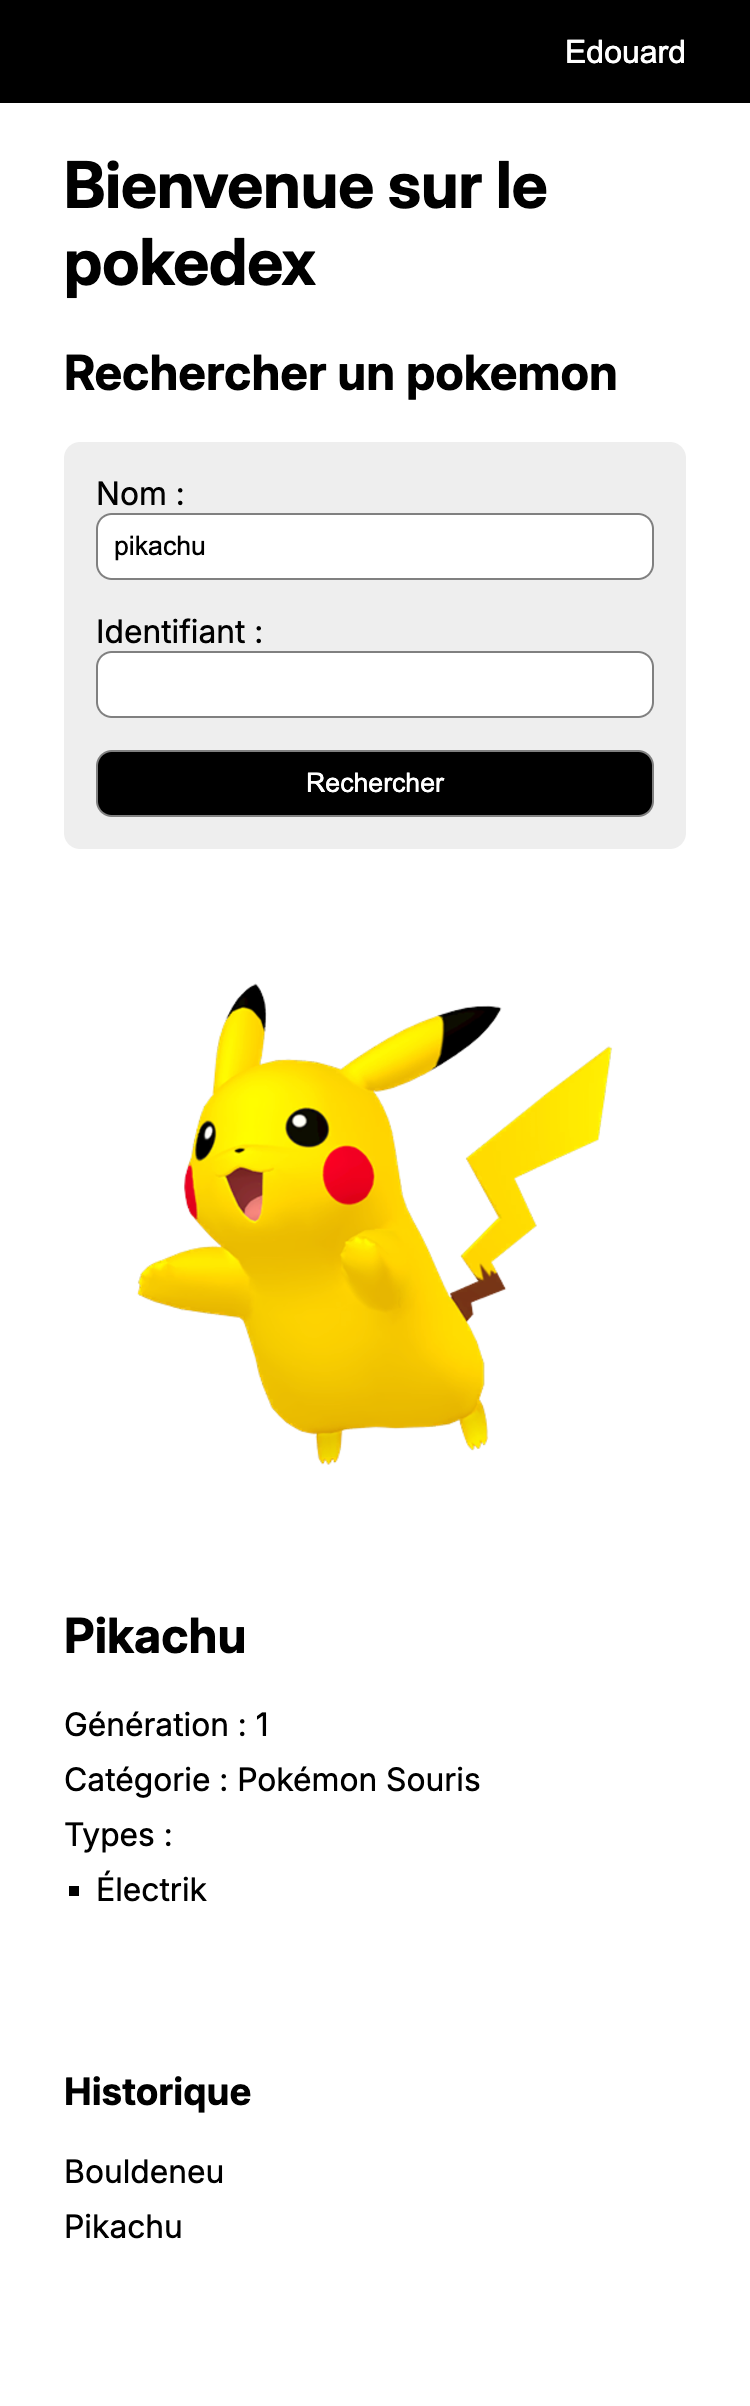 Edouard
Bienvenue sur le
pokedex
Rechercher un pokemon
Nom :
pikachu
Identifiant :
Rechercher
Pikachu
Génération : 1
Catégorie : Pokémon Souris
Types :
▪ Électrik
Historique
Bouldeneu
Pikachu